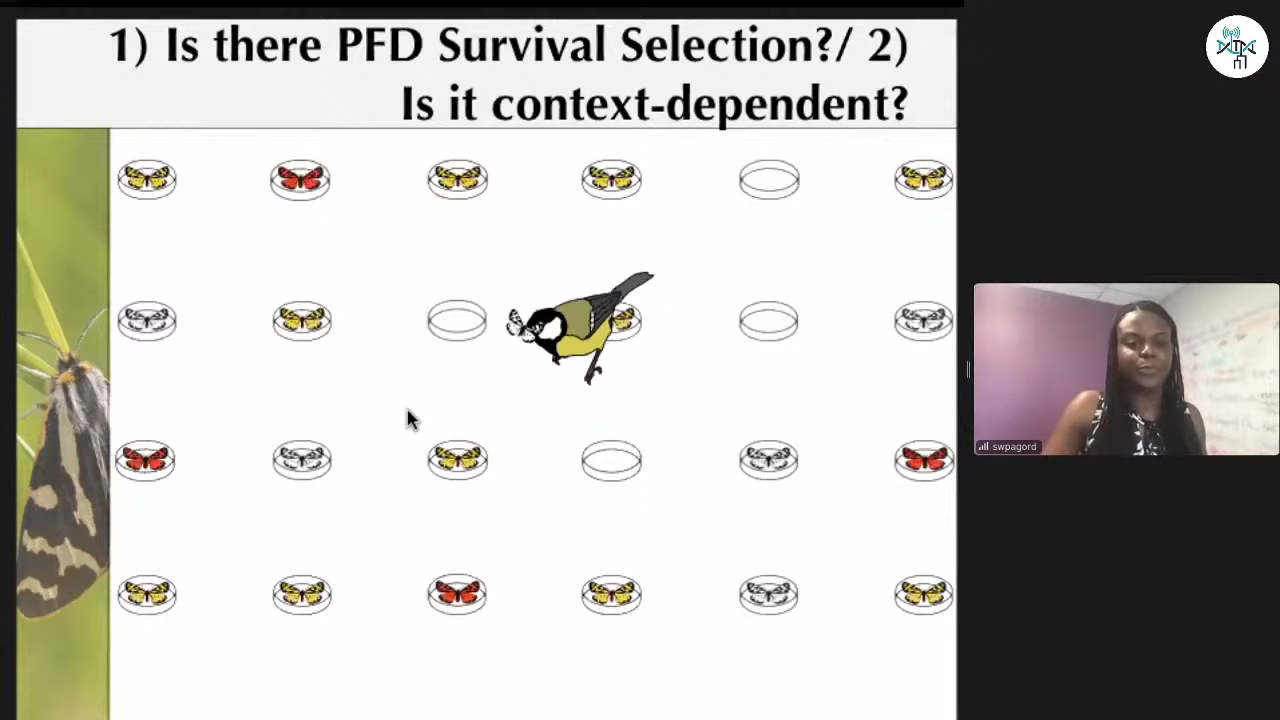 1) Is there PFD Survival Selection?/ 2)
Is it context-dependent?
swpagord